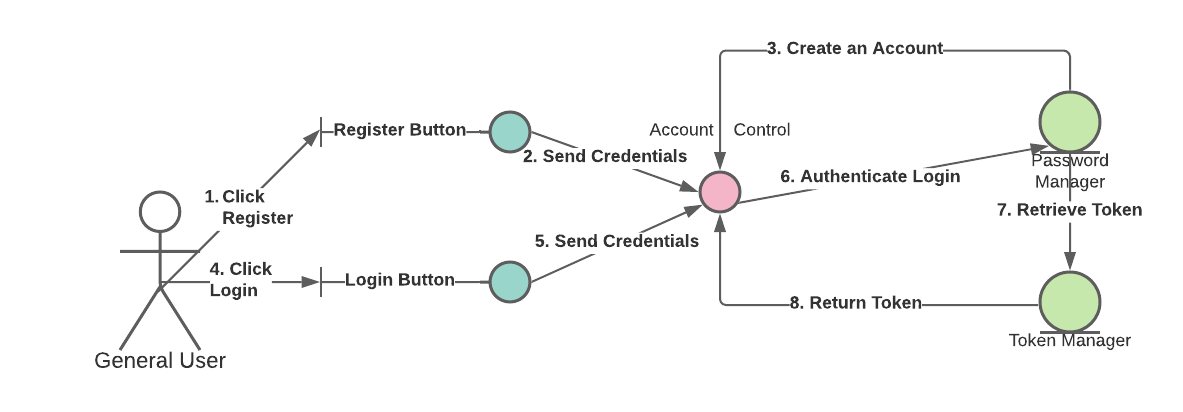 3. Create an Account
Account Control
Register Button
2. Send Credentials
Password
Manager
6. Authenticate Login
1. Click
Register
7. Retrieve Token
5. Send Credentials
4. Click
Login
Login Button
8. Return Token
Token Manager
General User